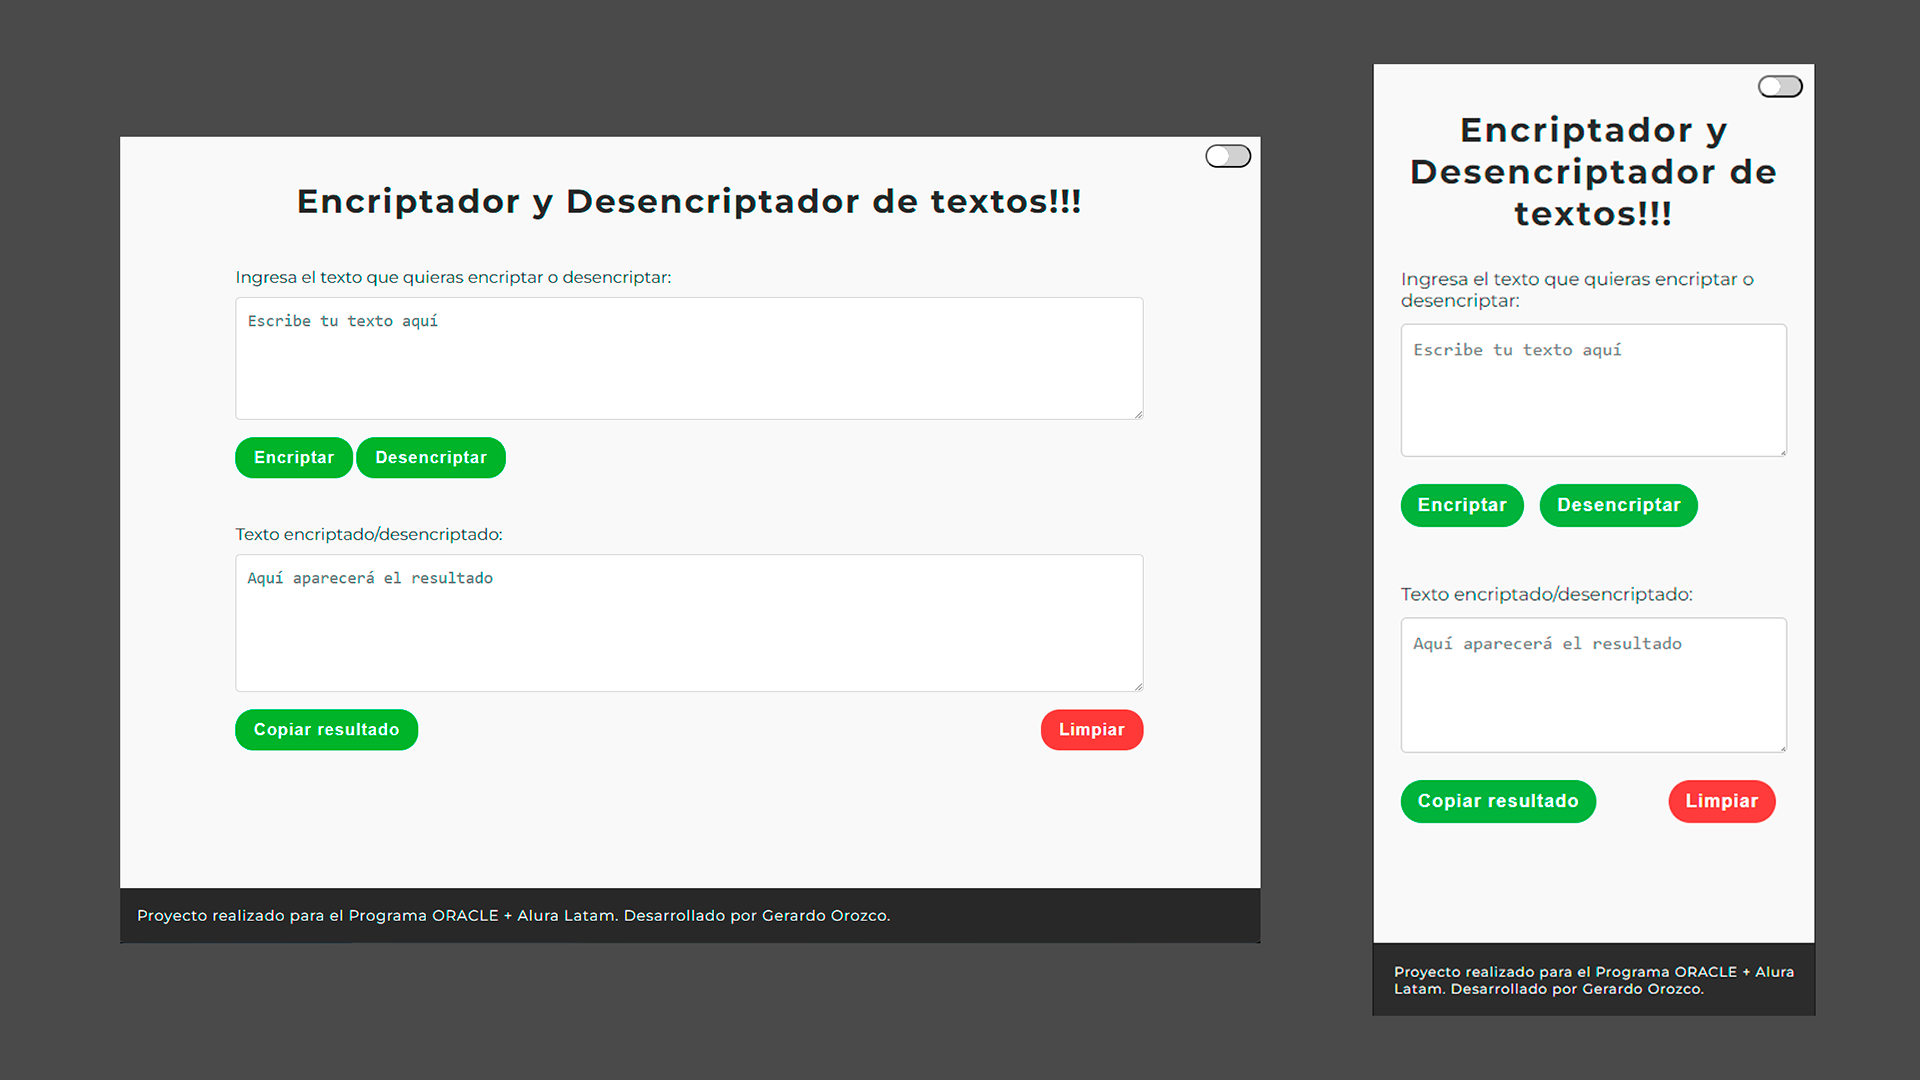 Encriptador y Desencriptador de textos!!!
Ingresa el texto que quieras encriptar o desencriptar:
Escribe tu texto aquí
Encriptar Desencriptar
Texto encriptado/desencriptado:
Aquí aparecerá el resultado
Copiar resultado Limpiar
Proyecto realizado para el Programa ORACLE + Alura Latam. Desarrollado por Gerardo Orozco.
Encriptador y
Desencriptador de
textos!!!
Ingresa el texto que quieras encriptar o
desencriptar:
Escribe tu texto aquí
Encriptar Desencriptar
Texto encriptado/desencriptado:
Aquí aparecerá el resultado
Copiar resultado Limpiar
Proyecto realizado para el Programa ORACLE + Alura
Latam. Desarrollado por Gerardo Orozco.